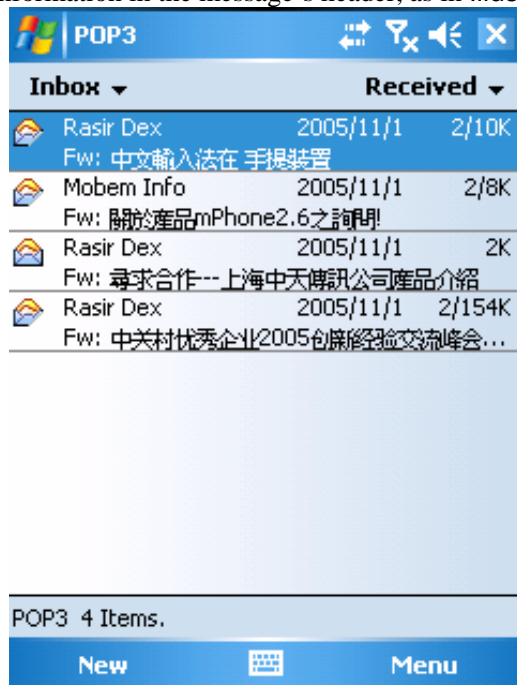 information in the message's header, as in
POP3
Inbox Received
Rasir Dex 2005/11/1 2/10K
Fw: 中文輸入法在 手提裝置
Mobem Info 2005/11/1 2/8K
Fw: 開於產品mPhone2.6之詢問!
Rasir Dex 2005/11/1 2K
Fw: 尋求合作---上海中天傳訊公司產品介紹
Rasir Dex 2005/11/1 2/154K
Fw: 中关村优秀企业2005创新经验交流峰会...
POP3 4 Items.
New Menu